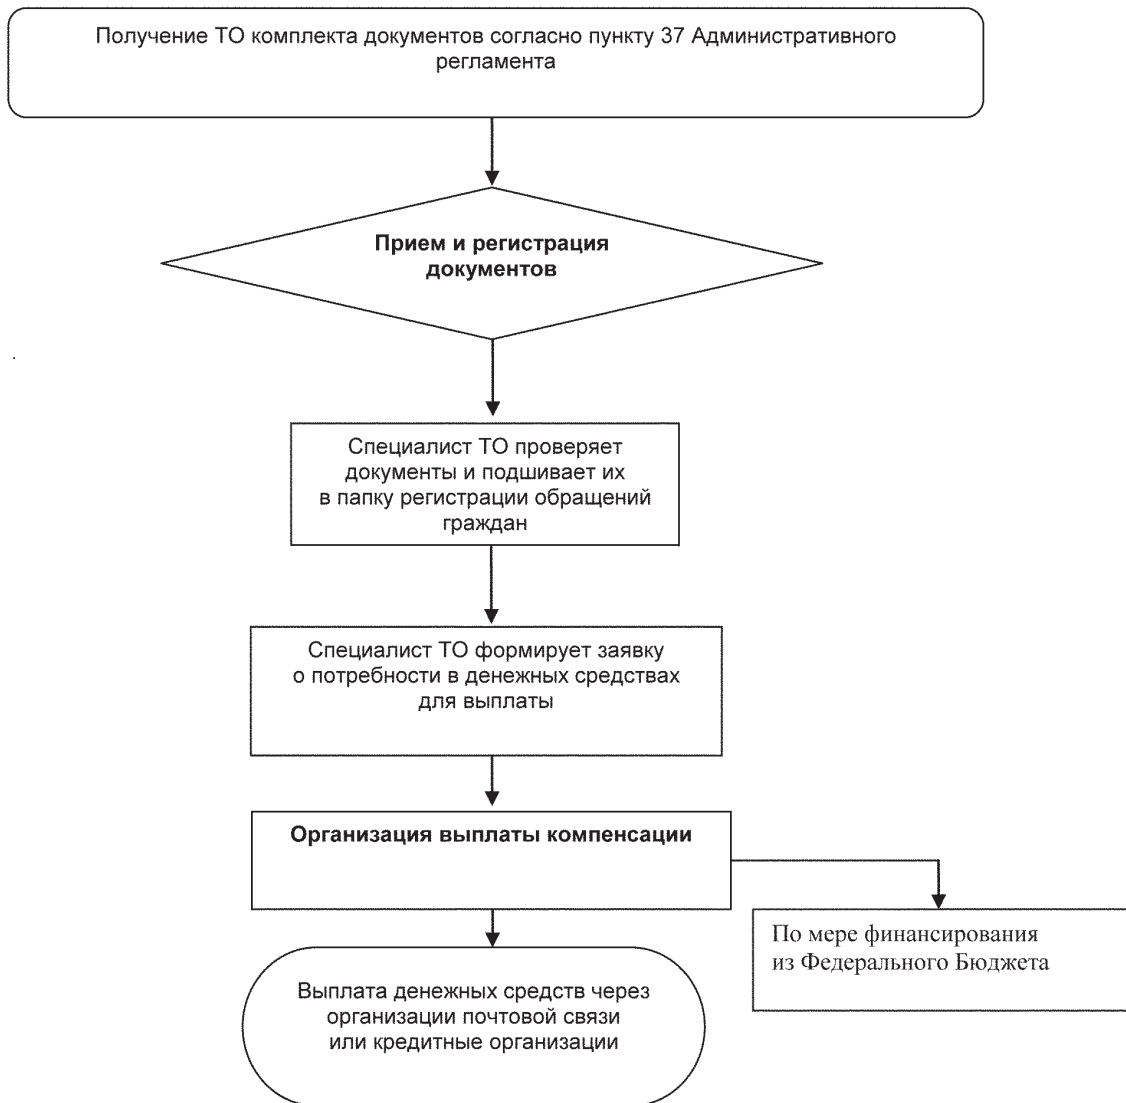 Получение ТО комплекта документов согласно пункту 37 Административного
регламента
Прием и регистрация
документов
Специалист ТО проверяет
документы и подшивает их
в папку регистрации обращений
граждан
Специалист ТО формирует заявку
о потребности в денежных средствах
для выплаты
Организация выплаты компенсации
По мере финансирования
из Федерального Бюджета
Выплата денежных средств через
организации почтовой связи
или кредитные организации